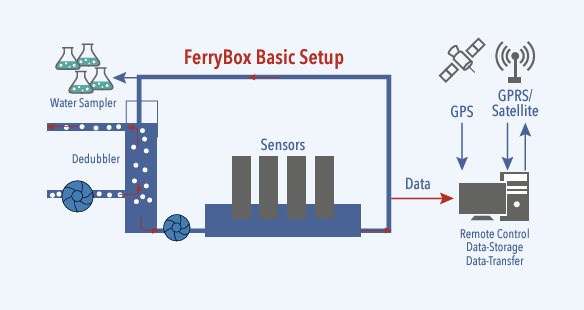 FerryBox Basic Setup
Water Sampler
GPS
GPRS/
Satellite
Dedubbler
Sensors
Data
Remote Control
Data-Storage
Data-Transfer